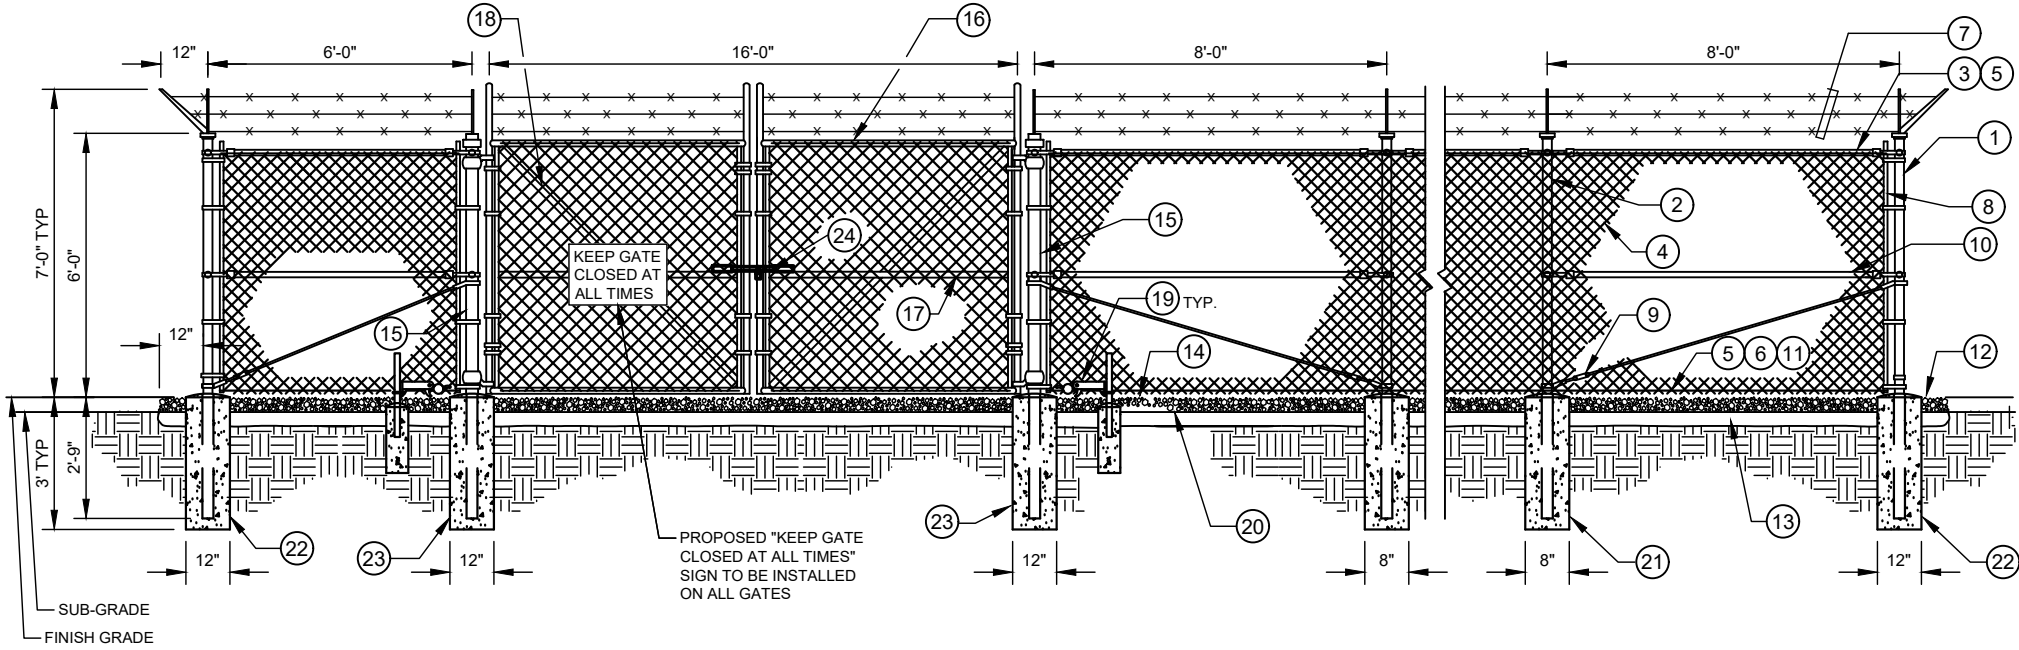 18
16
7
12"
6'-0"
16'-0"
8'-0"
8'-0"
3 5
1
2
15
8
24
4
10
7'-0" TYP
6'-0"
KEEP GATE
CLOSED AT
ALL TIMES
19 TYP.
17
12"
15
9
14
5 6 11
12
3' TYP
2'-9"
23
20
13
22
23
PROPOSED "KEEP GATE
CLOSED AT ALL TIMES"
SIGN TO BE INSTALLED
ON ALL GATES
21
22
12"
12"
12"
8"
8"
12"
SUB-GRADE
FINISH GRADE